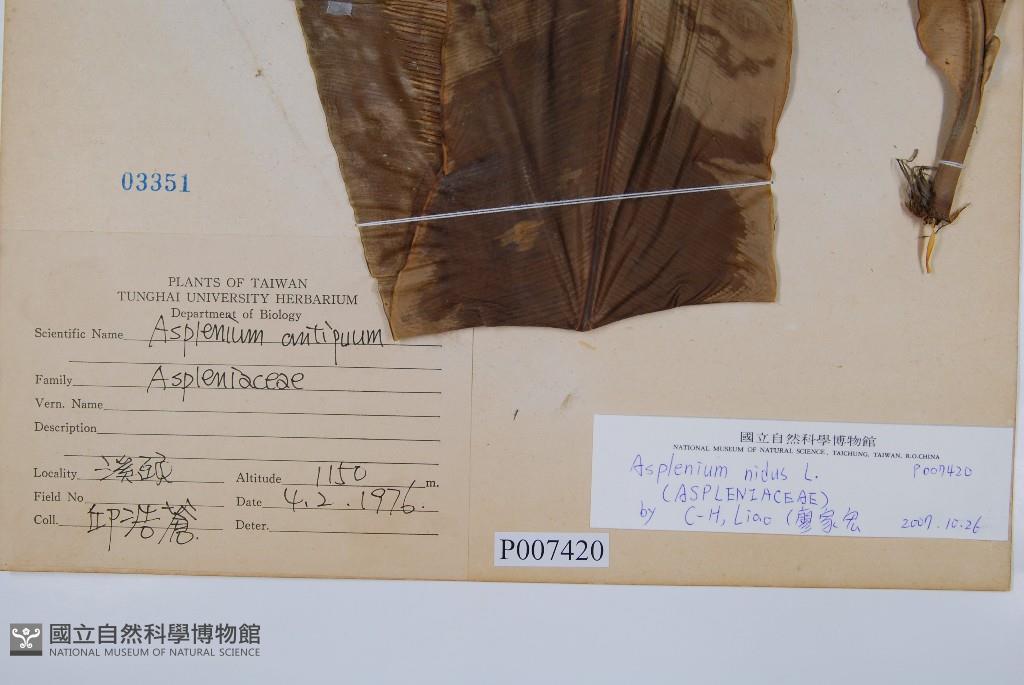 03351
PLANTS OF TAIWAN
TUNGHAI UNIVERSITY HERBARIUM
Department of Biology
Scientific Name Asplenium antiquum
Family Aspleniaceae
Vern. Name
Description
Locality 溪頭 Altitude 1150 m.
Field No Date 4.2.1976.
Coll. 邱浩蒼 Deter.
國立自然科學博物館
NATIONAL MUSEUM OF NATURAL SCIENCE, TAICHUNG, TAIWAN, R.O.CHINA
Asplenium nidus L. P007420
(ASPLENIACEAE)
by C-H, Liao (廖家宏 2007.10.26
P007420
國立自然科學博物館
NATIONAL MUSEUM OF NATURAL SCIENCE